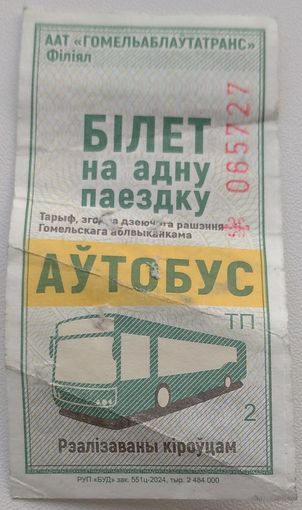 ААТ «ГОМЕЛЬАБЛАЎТАТРАНС»
Філіял
БІЛЕТ
на адну
паездку
065727
Тарыф, згодна дзеючага рашэння
Гомельскага аблвыканкама
АЎТОБУС
ТП
2
Рэалізаваны кіроўцам
РУП «БУД» зак. 551ц-2024, тыр. 2 484 000